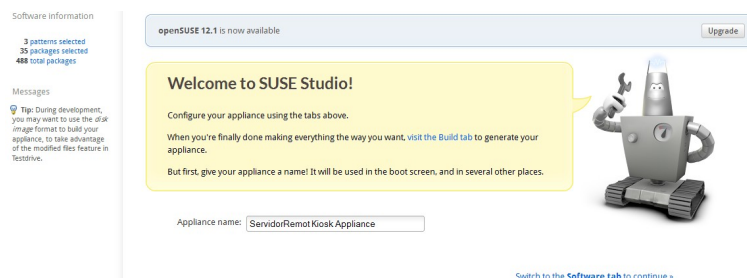 Software information
3 patterns selected
35 packages selected
488 total packages
Messages
Tip: During development,
you may want to use the disk
image format to build your
appliance, to take advantage
of the modified files feature in
Testdrive.
openSUSE 12.1 is now available
Upgrade
Welcome to SUSE Studio!
Configure your appliance using the tabs above.
When you're finally done making everything the way you want, visit the Build tab to generate your
appliance.
But first, give your appliance a name! It will be used in the boot screen, and in several other places.
Appliance name: ServidorRemot Kiosk Appliance
Switch to the Software tab to continue »